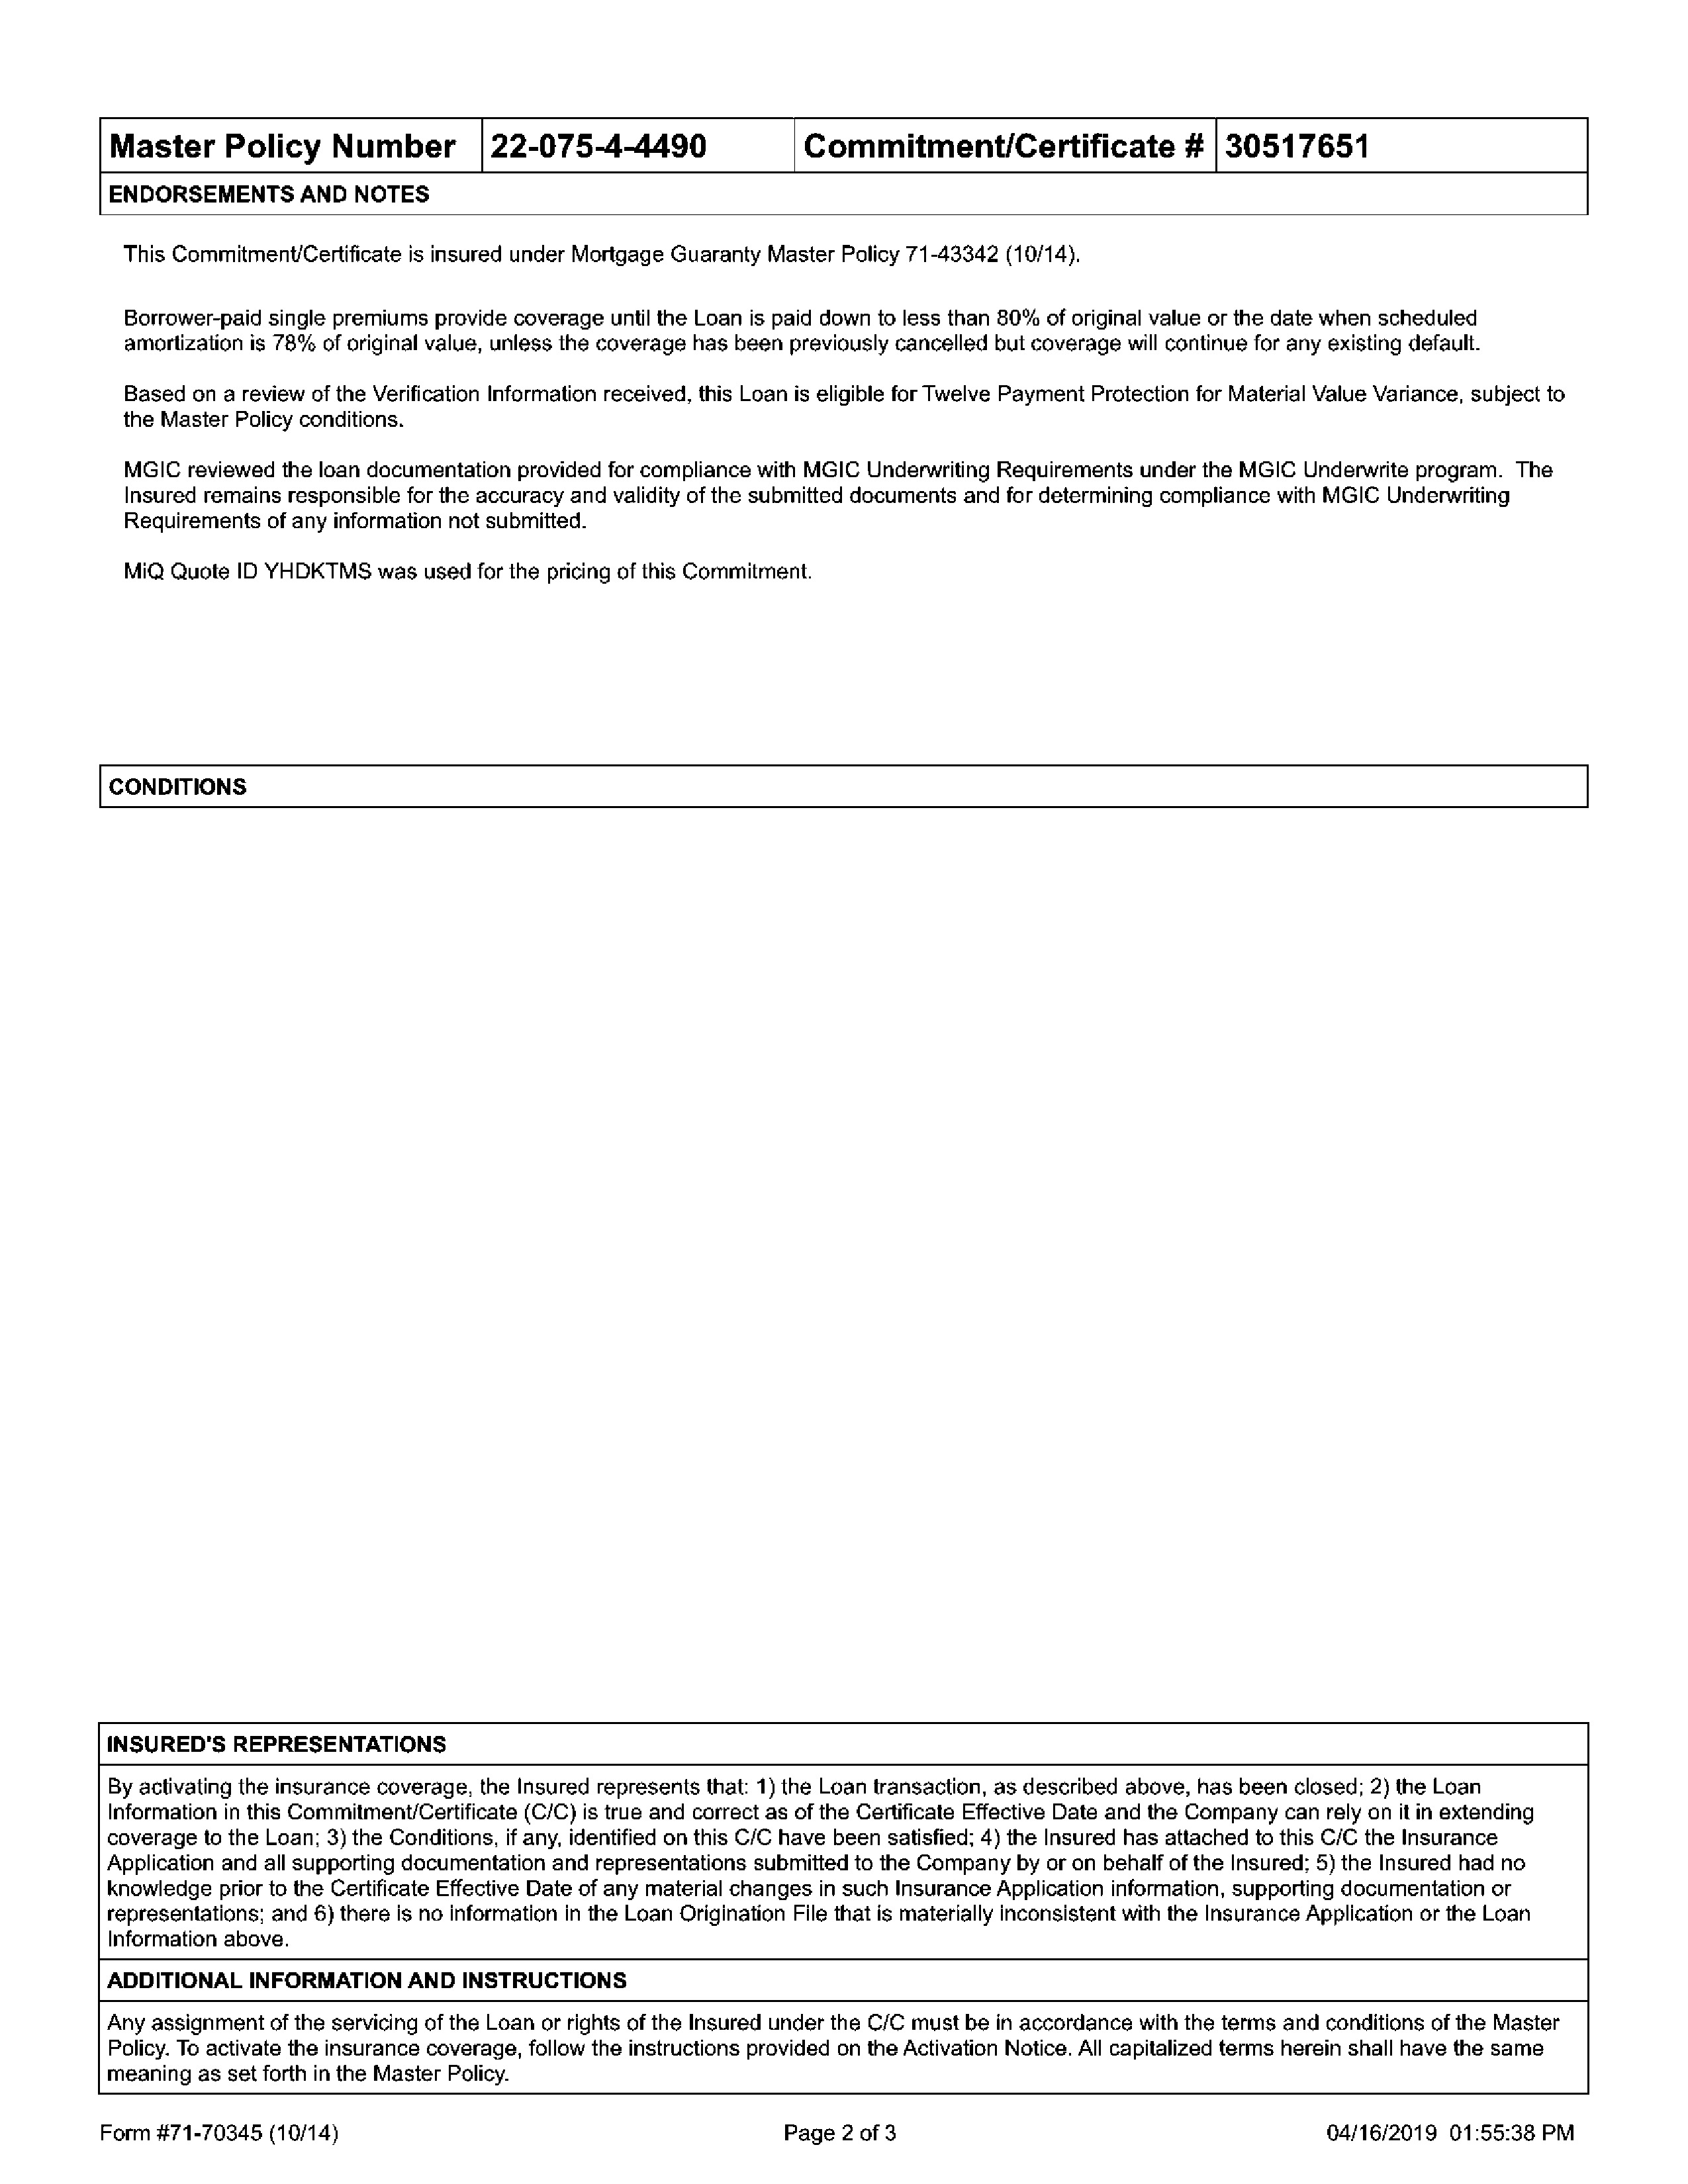 Master Policy Number 22-075-4-4490 Commitment/Certificate # 30517651
ENDORSEMENTS AND NOTES
This Commitment/Certificate is insured under Mortgage Guaranty Master Policy 71-43342 (10/14).
Borrower-paid single premiums provide coverage until the Loan is paid down to less than 80% of original value or the date when scheduled
amortization is 78% of original value, unless the coverage has been previously cancelled but coverage will continue for any existing default.
Based on a review of the Verification Information received, this Loan is eligible for Twelve Payment Protection for Material Value Variance, subject to
the Master Policy conditions.
MGIC reviewed the loan documentation provided for compliance with MGIC Underwriting Requirements under the MGIC Underwrite program. The
Insured remains responsible for the accuracy and validity of the submitted documents and for determining compliance with MGIC Underwriting
Requirements of any information not submitted.
MiQ Quote ID YHDKTMS was used for the pricing of this Commitment.
CONDITIONS
INSURED'S REPRESENTATIONS
By activating the insurance coverage, the Insured represents that: 1) the Loan transaction, as described above, has been closed; 2) the Loan
Information in this Commitment/Certificate (C/C) is true and correct as of the Certificate Effective Date and the Company can rely on it in extending
coverage to the Loan; 3) the Conditions, if any, identified on this C/C have been satisfied; 4) the Insured has attached to this C/C the Insurance
Application and all supporting documentation and representations submitted to the Company by or on behalf of the Insured; 5) the Insured had no
knowledge prior to the Certificate Effective Date of any material changes in such Insurance Application information, supporting documentation or
representations; and 6) there is no information in the Loan Origination File that is materially inconsistent with the Insurance Application or the Loan
Information above.
ADDITIONAL INFORMATION AND INSTRUCTIONS
Any assignment of the servicing of the Loan or rights of the Insured under the C/C must be in accordance with the terms and conditions of the Master
Policy. To activate the insurance coverage, follow the instructions provided on the Activation Notice. All capitalized terms herein shall have the same
meaning as set forth in the Master Policy.
Form #71-70345 (10/14) Page 2 of 3 04/16/2019 01:55:38 PM